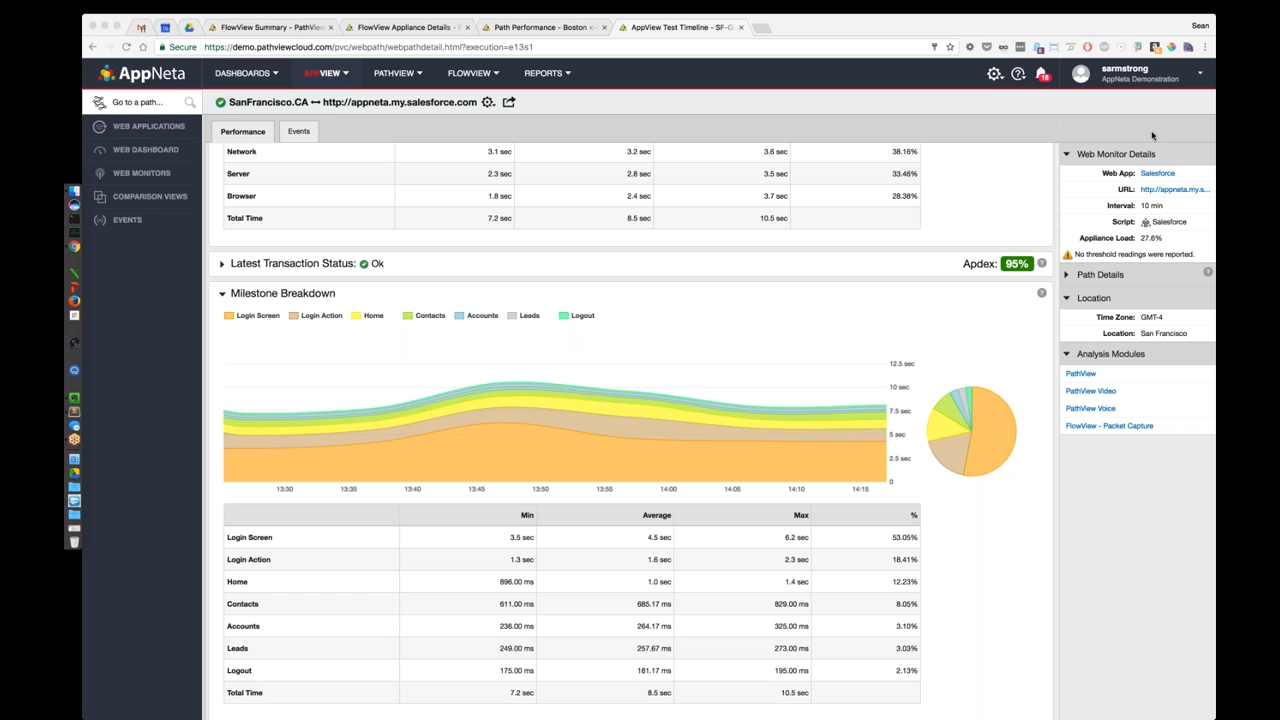 Sean
FlowView Summary - PathVie
FlowView Appliance Details -
Path Performance - Boston <->
AppView Test Timeline - SF-D
Secure
https://demo.pathviewcloud.com/pvc/webpath/webpathdetail.html?execution=e13s1
AppNeta
DASHBOARDS
APPVIEW
PATHVIEW
FLOWVIEW
REPORTS
18
sarmstrong
AppNeta Demonstration
Go to a path...
SanFrancisco.CA ↔ http://appneta.my.salesforce.com
WEB APPLICATIONS
WEB DASHBOARD
WEB MONITORS
COMPARISON VIEWS
EVENTS
Performance
Events
Network 3.1 sec 3.2 sec 3.6 sec 38.16%
Server 2.3 sec 2.8 sec 3.5 sec 33.46%
Browser 1.8 sec 2.4 sec 3.7 sec 28.38%
Total Time 7.2 sec 8.5 sec 10.5 sec
Latest Transaction Status: Ok
Apdex: 95% ?
Milestone Breakdown ?
Login Screen Login Action Home Contacts Accounts Leads Logout
12.5 sec
10 sec
7.5 sec
5 sec
2.5 sec
0
13:30 13:35 13:40 13:45 13:50 13:55 14:00 14:05 14:10 14:15
Min Average Max %
Login Screen 3.5 sec 4.5 sec 6.2 sec 53.05%
Login Action 1.3 sec 1.6 sec 2.3 sec 18.41%
Home 896.00 ms 1.0 sec 1.4 sec 12.23%
Contacts 611.00 ms 685.17 ms 829.00 ms 8.05%
Accounts 236.00 ms 264.17 ms 325.00 ms 3.10%
Leads 249.00 ms 257.67 ms 273.00 ms 3.03%
Logout 175.00 ms 181.17 ms 195.00 ms 2.13%
Total Time 7.2 sec 8.5 sec 10.5 sec
Web Monitor Details
Web App: Salesforce
URL: http://appneta.my.s...
Interval: 10 min
Script: Salesforce
Appliance Load: 27.6%
No threshold readings were reported.
Path Details ?
Location
Time Zone: GMT-4
Location: San Francisco
Analysis Modules
PathView
PathView Video
PathView Voice
FlowView - Packet Capture